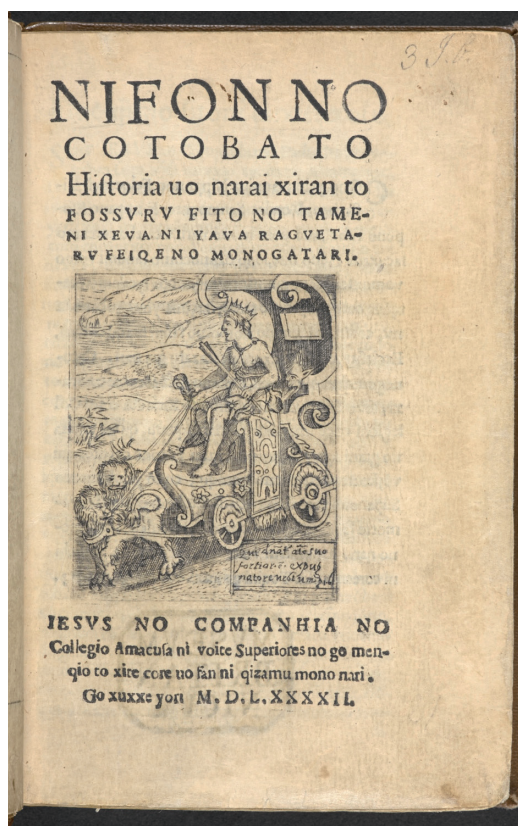 NIFON NO
COTOBA TO
Hiſtoria uo narai xiran to
FOSSVRV FITO NO TAME-
NI XEVA NI YAVA RAGVETA-
RV FEIQE NO MONOGATARI.
fortior
IESVS NO COMPANHIA NO
Collegio Amacuſa ni voite Superiores no go men-
qio to xite core uo ſan ni qizamu mono nari.
Go xuxxe yori M. D. L. XXXXII.